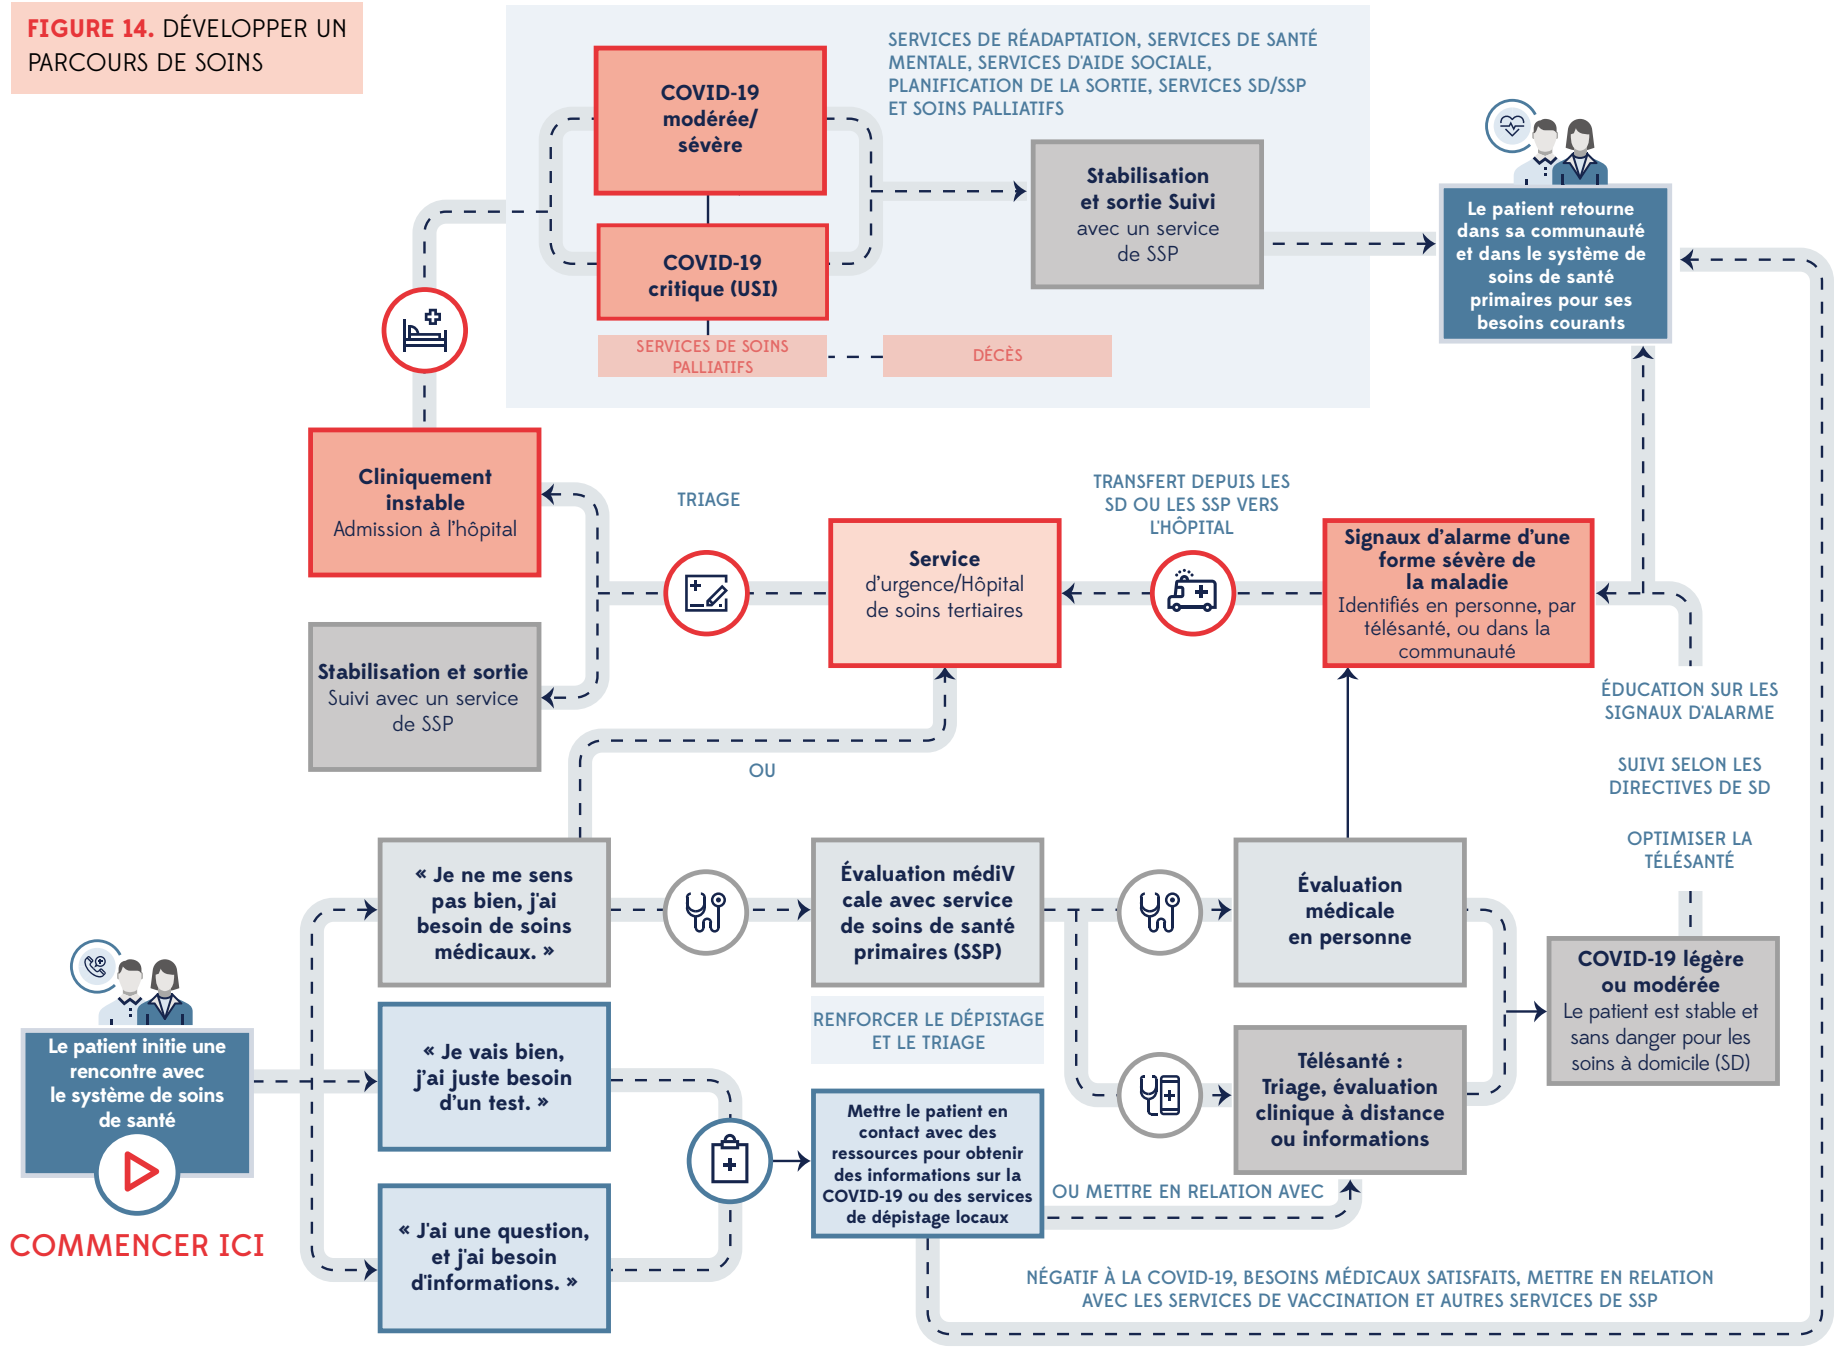 FIGURE 14. DÉVELOPPER UN
PARCOURS DE SOINS
COVID-19
modérée/
sévère
SERVICES DE RÉADAPTATION, SERVICES DE SANTÉ
MENTALE, SERVICES D'AIDE SOCIALE,
PLANIFICATION DE LA SORTIE, SERVICES SD/SSP
ET SOINS PALLIATIFS
Stabilisation
et sortie Suivi
avec un service
de SSP
Le patient retourne
dans sa communauté
et dans le système de
soins de santé
primaires pour ses
besoins courants
COVID-19
critique (USI)
SERVICES DE SOINS
PALLIATIFS
DÉCÈS
Cliniquement
instable
Admission à l'hôpital
TRIAGE
TRANSFERT DEPUIS LES
SD OU LES SSP VERS
L'HÔPITAL
Service
d'urgence/Hôpital
de soins tertiaires
Signaux d'alarme d'une
forme sévère de
la maladie
Identifiés en personne, par
télésanté, ou dans la
communauté
Stabilisation et sortie
Suivi avec un service
de SSP
OU
ÉDUCATION SUR LES
SIGNAUX D'ALARME
SUIVI SELON LES
DIRECTIVES DE SD
OPTIMISER LA
TÉLÉSANTÉ
« Je ne me sens
pas bien, j'ai
besoin de soins
médicaux. »
Évaluation médiV
cale avec service
de soins de santé
primaires (SSP)
Évaluation
médicale
en personne
COVID-19 légère
ou modérée
Le patient est stable et
sans danger pour les
soins à domicile (SD)
RENFORCER LE DÉPISTAGE
ET LE TRIAGE
Le patient initie une
rencontre avec
le système de soins
de santé
COMMENCER ICI
« Je vais bien,
j'ai juste besoin
d'un test. »
Télésanté :
Triage, évaluation
clinique à distance
ou informations
Mettre le patient en
contact avec des
ressources pour obtenir
des informations sur la
COVID-19 ou des services
de dépistage locaux
OU METTRE EN RELATION AVEC
« J'ai une question,
et j'ai besoin
d'informations. »
NÉGATIF À LA COVID-19, BESOINS MÉDICAUX SATISFAITS, METTRE EN RELATION
AVEC LES SERVICES DE VACCINATION ET AUTRES SERVICES DE SSP